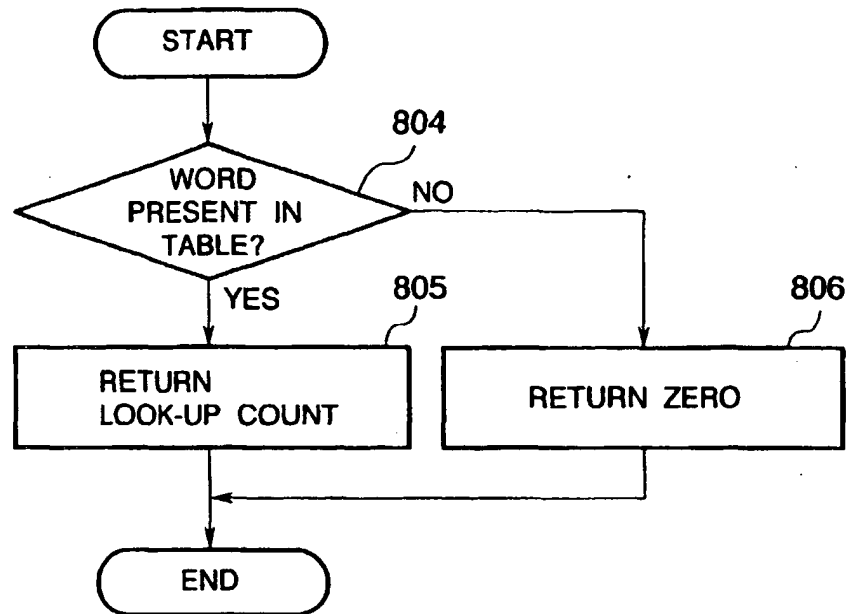 START
804
WORD
PRESENT IN
TABLE?
NO
YES
805
RETURN
LOOK-UP COUNT
806
RETURN ZERO
END